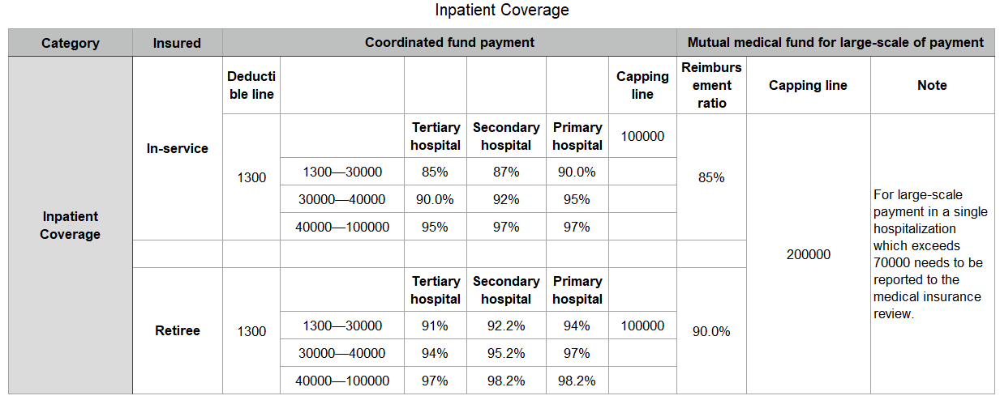 Inpatient Coverage
Category Insured Coordinated fund payment Mutual medical fund for large-scale of payment
Deducti
ble line
Capping
line
Reimburs
ement
ratio
Capping line
Note
In-service
1300
Tertiary
hospital
Secondary
hospital
Primary
hospital
100000
1300—30000 85% 87% 90.0%
30000—40000 90.0% 92% 95%
40000—100000 95% 97% 97%
85%
Inpatient
Coverage
200000
For large-scale
payment in a single
hospitalization
which exceeds
70000 needs to be
reported to the
medical insurance
review.
Retiree
1300
Tertiary
hospital
Secondary
hospital
Primary
hospital
1300—30000 91% 92.2% 94% 100000
30000—40000 94% 95.2% 97%
40000—100000 97% 98.2% 98.2%
90.0%